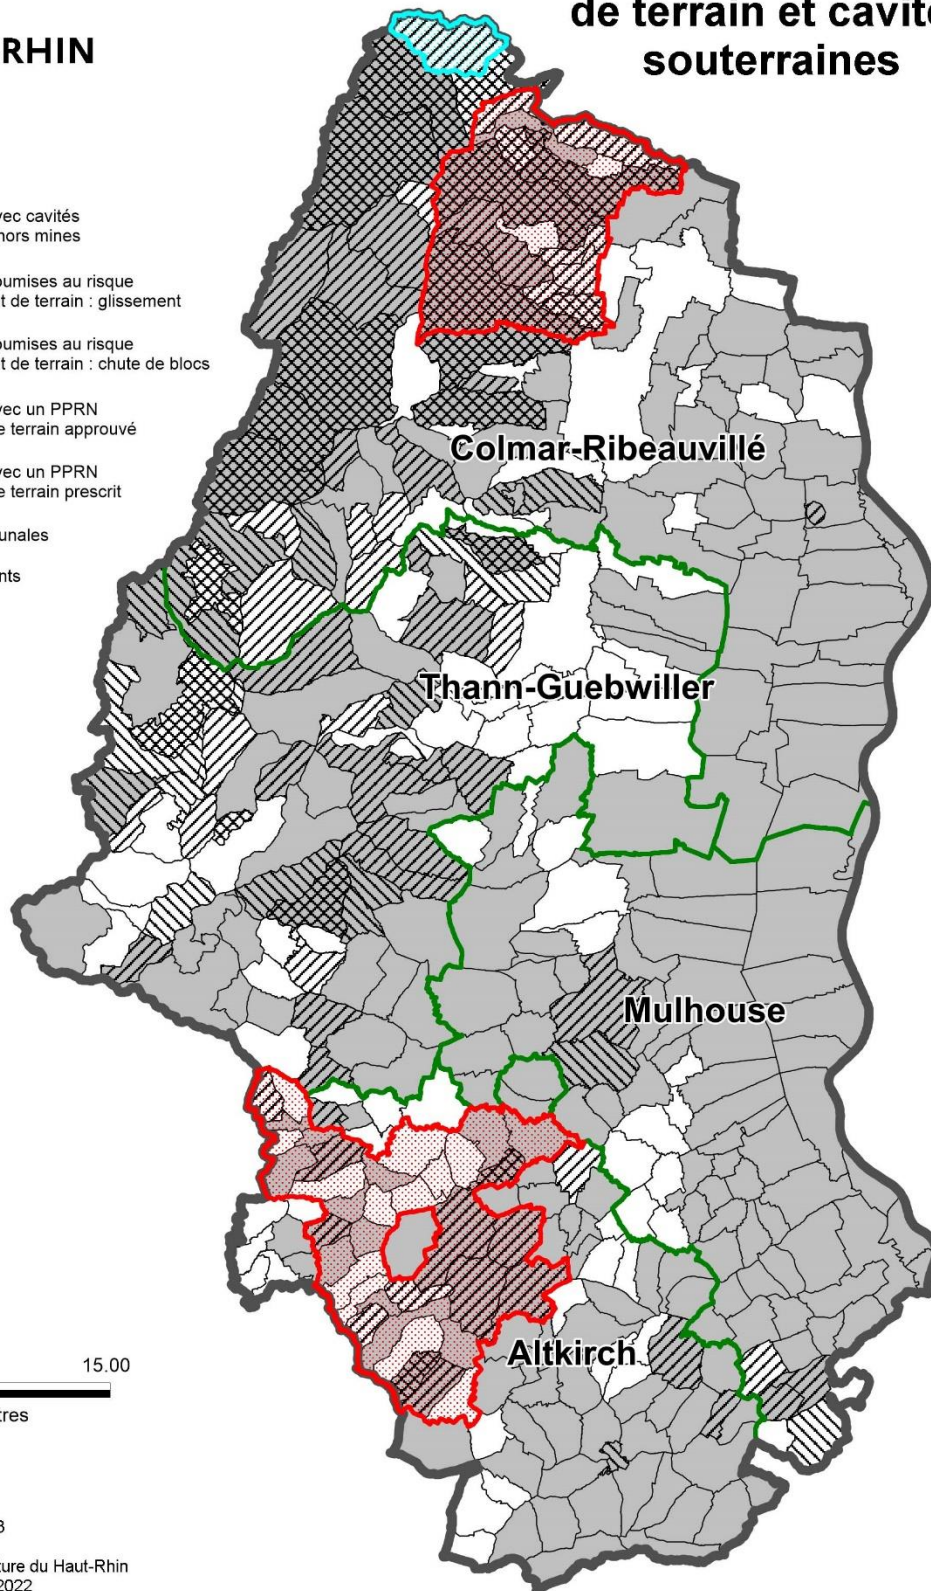 de terrain et cavité
souterraines
RHIN
vec cavités
hors mines
oumises au risque
t de terrain : glissement
oumises au risque
t de terrain : chute de blocs
vec un PPRN
e terrain approuvé
vec un PPRN
e terrain prescrit
unales
nts
Colmar-Ribeauvillé
Thann-Guebwiller
Mulhouse
Altkirch
15.00
tres
3
ture du Haut-Rhin
2022